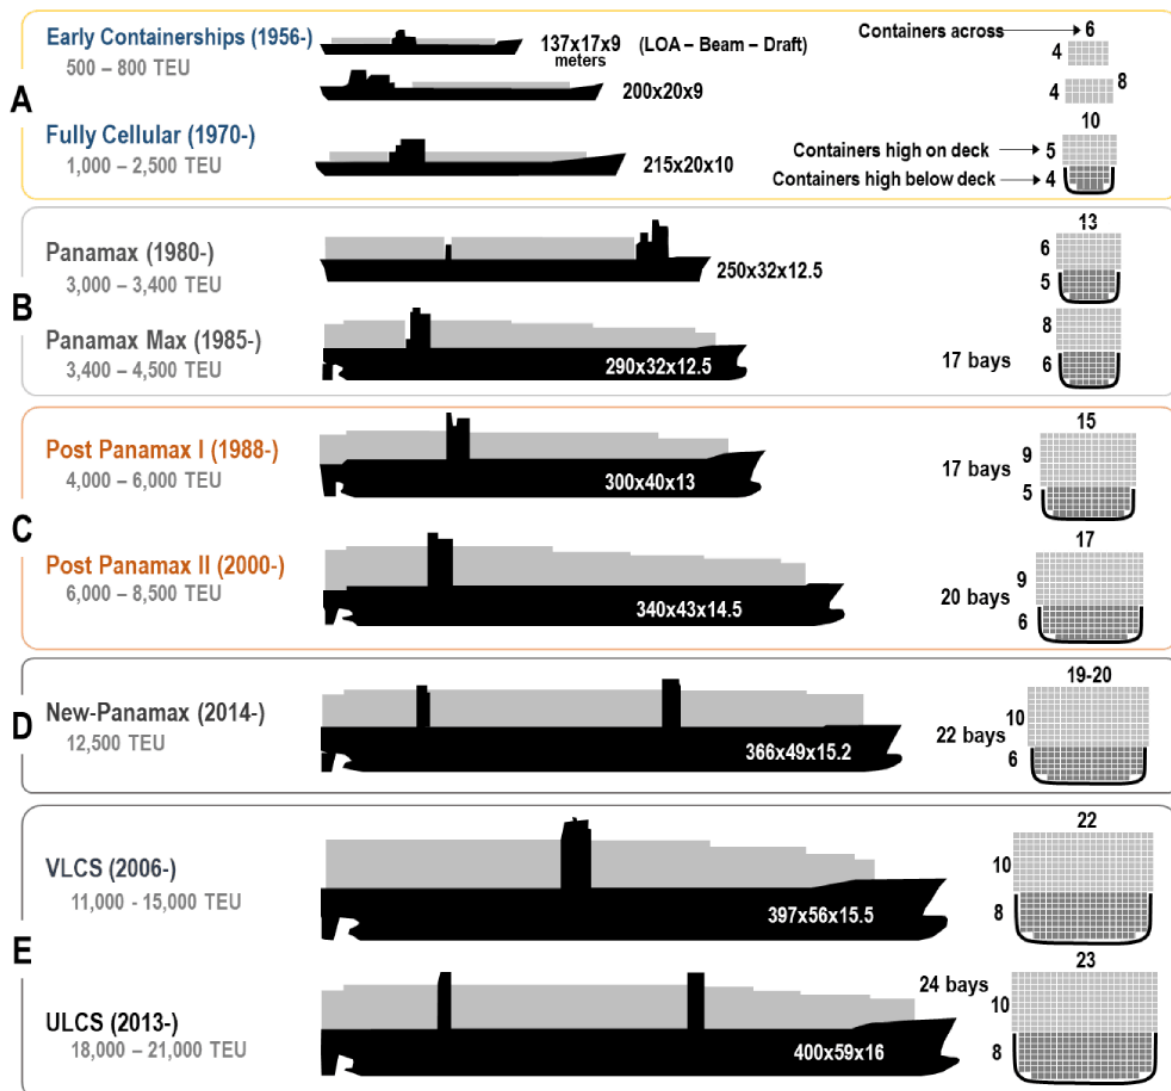 Early Containerships (1956-)
500 – 800 TEU
137x17x9
meters
(LOA – Beam – Draft)
Containers across
6
4
200x20x9
4
8
A
Fully Cellular (1970-)
1,000 – 2,500 TEU
215x20x10
10
Containers high on deck
5
Containers high below deck
4
Panamax (1980-)
3,000 – 3,400 TEU
250x32x12.5
13
6
5
B
Panamax Max (1985-)
3,400 – 4,500 TEU
290x32x12.5
17 bays
8
6
Post Panamax I (1988-)
4,000 – 6,000 TEU
300x40x13
17 bays
15
9
5
C
Post Panamax II (2000-)
6,000 – 8,500 TEU
340x43x14.5
20 bays
17
9
6
D
New-Panamax (2014-)
12,500 TEU
366x49x15.2
22 bays
19-20
10
6
VLCS (2006-)
11,000 - 15,000 TEU
397x56x15.5
22
10
8
E
ULCS (2013-)
18,000 – 21,000 TEU
400x59x16
24 bays
23
10
8